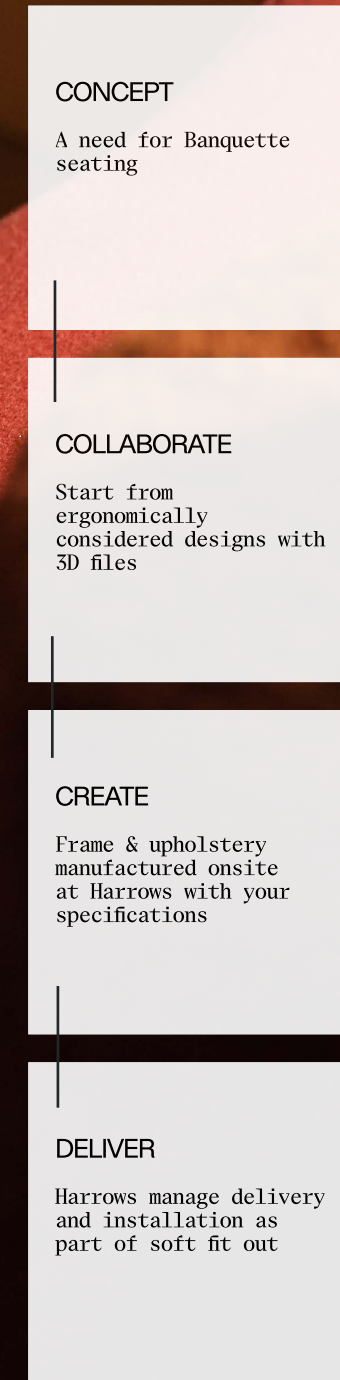 CONCEPT
A need for Banquette
seating
COLLABORATE
Start from
ergonomically
considered designs with
3D files
CREATE
Frame & upholstery
manufactured onsite
at Harrows with your
specifications
DELIVER
Harrows manage delivery
and installation as
part of soft fit out